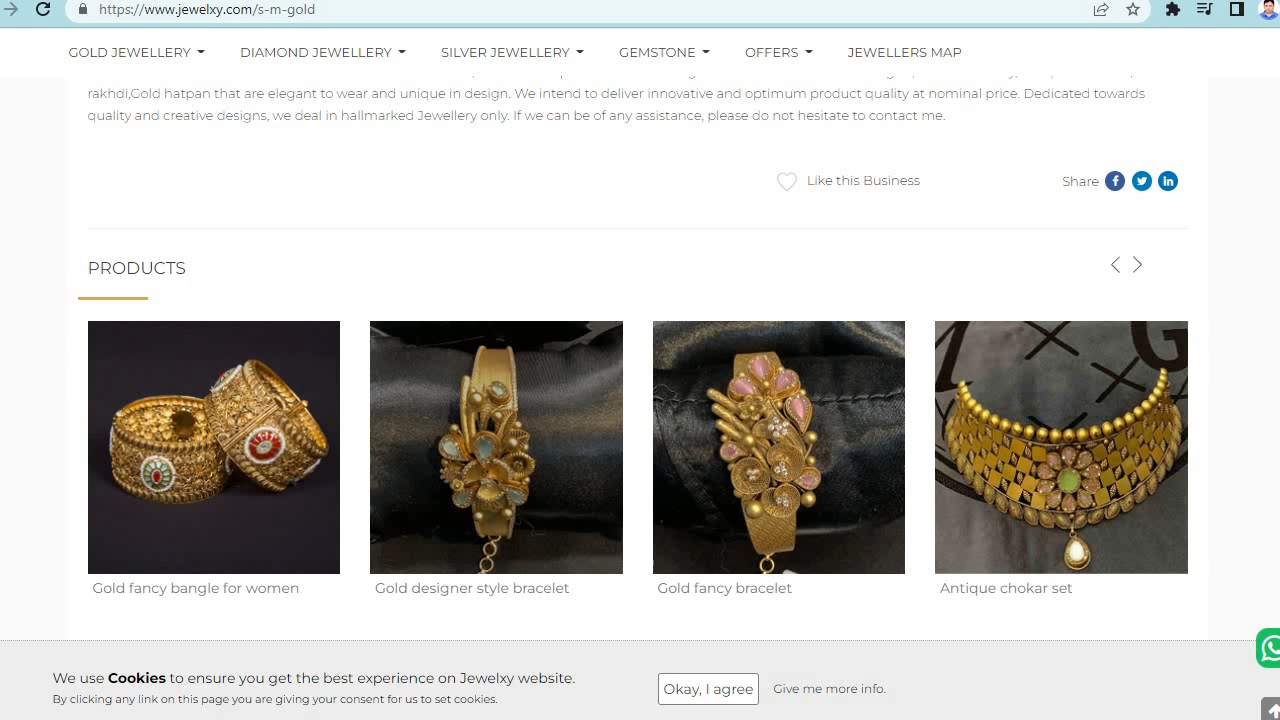 https://www.jewelxy.com/s-m-gold
GOLD JEWELLERY DIAMOND JEWELLERY SILVER JEWELLERY GEMSTONE OFFERS JEWELLERS MAP
rakhdi,Gold hatpan that are elegant to wear and unique in design. We intend to deliver innovative and optimum product quality at nominal price. Dedicated towards
quality and creative designs, we deal in hallmarked Jewellery only. If we can be of any assistance, please do not hesitate to contact me.
Like this Business Share
PRODUCTS
Gold fancy bangle for women Gold designer style bracelet Gold fancy bracelet Antique chokar set
We use Cookies to ensure you get the best experience on Jewelxy website.
By clicking any link on this page you are giving your consent for us to set cookies.
Okay, I agree Give me more info.